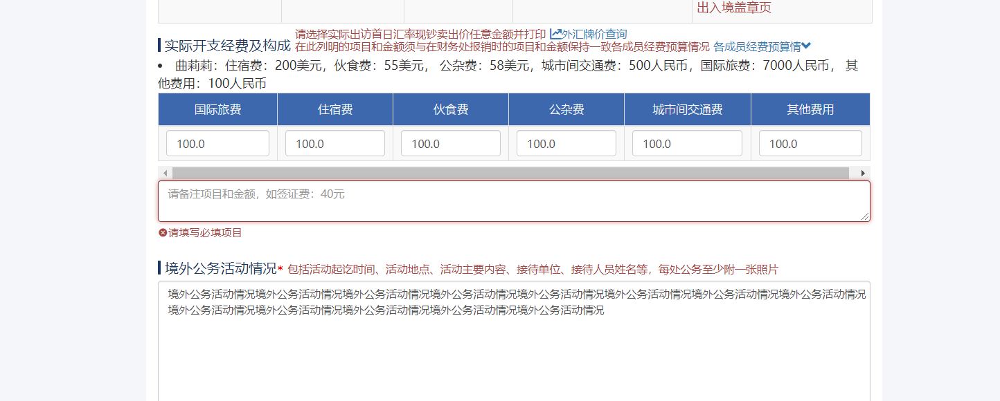 出入境盖章页
请选择实际出访首日汇率现钞卖出价任意金额并打印 外汇牌价查询
实际开支经费及构成 在此列明的项目和金额须与在财务处报销时的项目和金额保持一致各成员经费预算情况 各成员经费预算情
• 曲莉莉：住宿费：200美元，伙食费：55美元， 公杂费：58美元，城市间交通费：500人民币，国际旅费：7000人民币， 其
他费用：100人民币
国际旅费 住宿费 伙食费 公杂费 城市间交通费 其他费用
100.0 100.0 100.0 100.0 100.0 100.0
请备注项目和金额，如签证费：40元
请填写必填项目
境外公务活动情况* 包括活动起讫时间、活动地点、活动主要内容、接待单位、接待人员姓名等，每处公务至少附一张照片
境外公务活动情况境外公务活动情况境外公务活动情况境外公务活动情况境外公务活动情况境外公务活动情况境外公务活动情况境外公务活动情况
境外公务活动情况境外公务活动情况境外公务活动情况境外公务活动情况境外公务活动情况